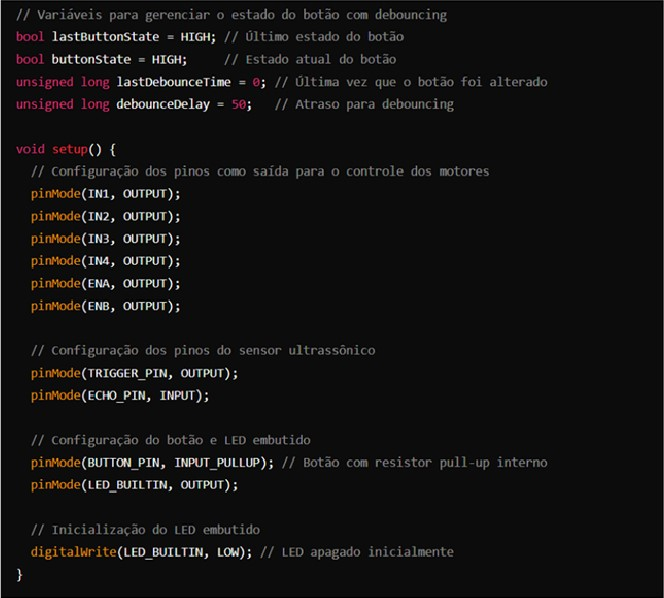 // Variáveis para gerenciar o estado do botão com debouncing
bool lastButtonState = HIGH; // Último estado do botão
bool buttonState = HIGH;     // Estado atual do botão
unsigned long lastDebounceTime = 0; // Última vez que o botão foi alterado
unsigned long debounceDelay = 50;   // Atraso para debouncing

void setup() {
  // Configuração dos pinos como saída para o controle dos motores
  pinMode(IN1, OUTPUT);
  pinMode(IN2, OUTPUT);
  pinMode(IN3, OUTPUT);
  pinMode(IN4, OUTPUT);
  pinMode(ENA, OUTPUT);
  pinMode(ENB, OUTPUT);

  // Configuração dos pinos do sensor ultrassônico
  pinMode(TRIGGER_PIN, OUTPUT);
  pinMode(ECHO_PIN, INPUT);

  // Configuração do botão e LED embutido
  pinMode(BUTTON_PIN, INPUT_PULLUP); // Botão com resistor pull-up interno
  pinMode(LED_BUILTIN, OUTPUT);

  // Inicialização do LED embutido
  digitalWrite(LED_BUILTIN, LOW); // LED apagado inicialmente
}